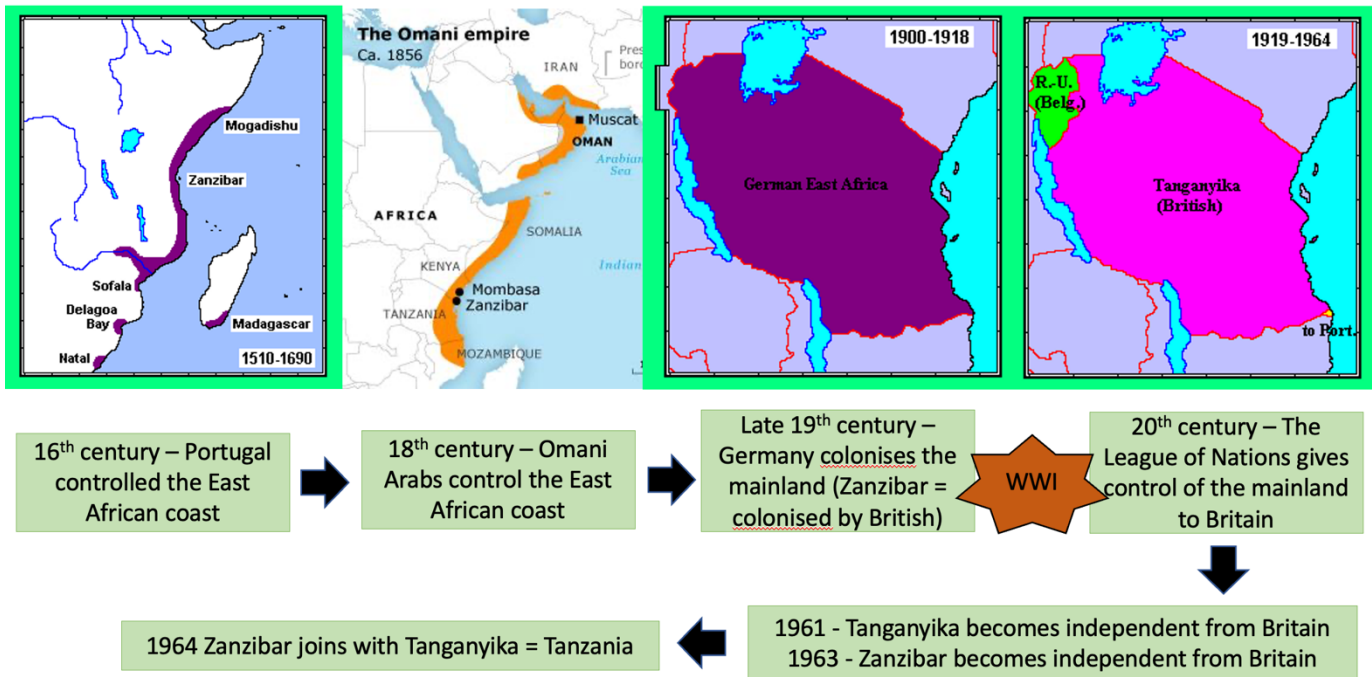 Mogadishu
Zanzibar
Sofala
Delagoa
Bay
Madagascar
Natal
1510-1690
The Omani empire
Ca. 1856
IRAN
Pres
bord
Muscat
OMAN
Arabian
Sea
AFRICA
SOMALIA
KENYA
Indian
Mombasa
Zanzibar
TANZANIA
MOZAMBIQUE
1900-1918
German East Africa
1919-1964
R.-U.
(Belg.)
Tanganyika
(British)
to Port.
16th century – Portugal
controlled the East
African coast
18th century – Omani
Arabs control the East
African coast
Late 19th century –
Germany colonises the
mainland (Zanzibar =
colonised by British)
WWI
20th century – The
League of Nations gives
control of the mainland
to Britain
1961 - Tanganyika becomes independent from Britain
1963 - Zanzibar becomes independent from Britain
1964 Zanzibar joins with Tanganyika = Tanzania